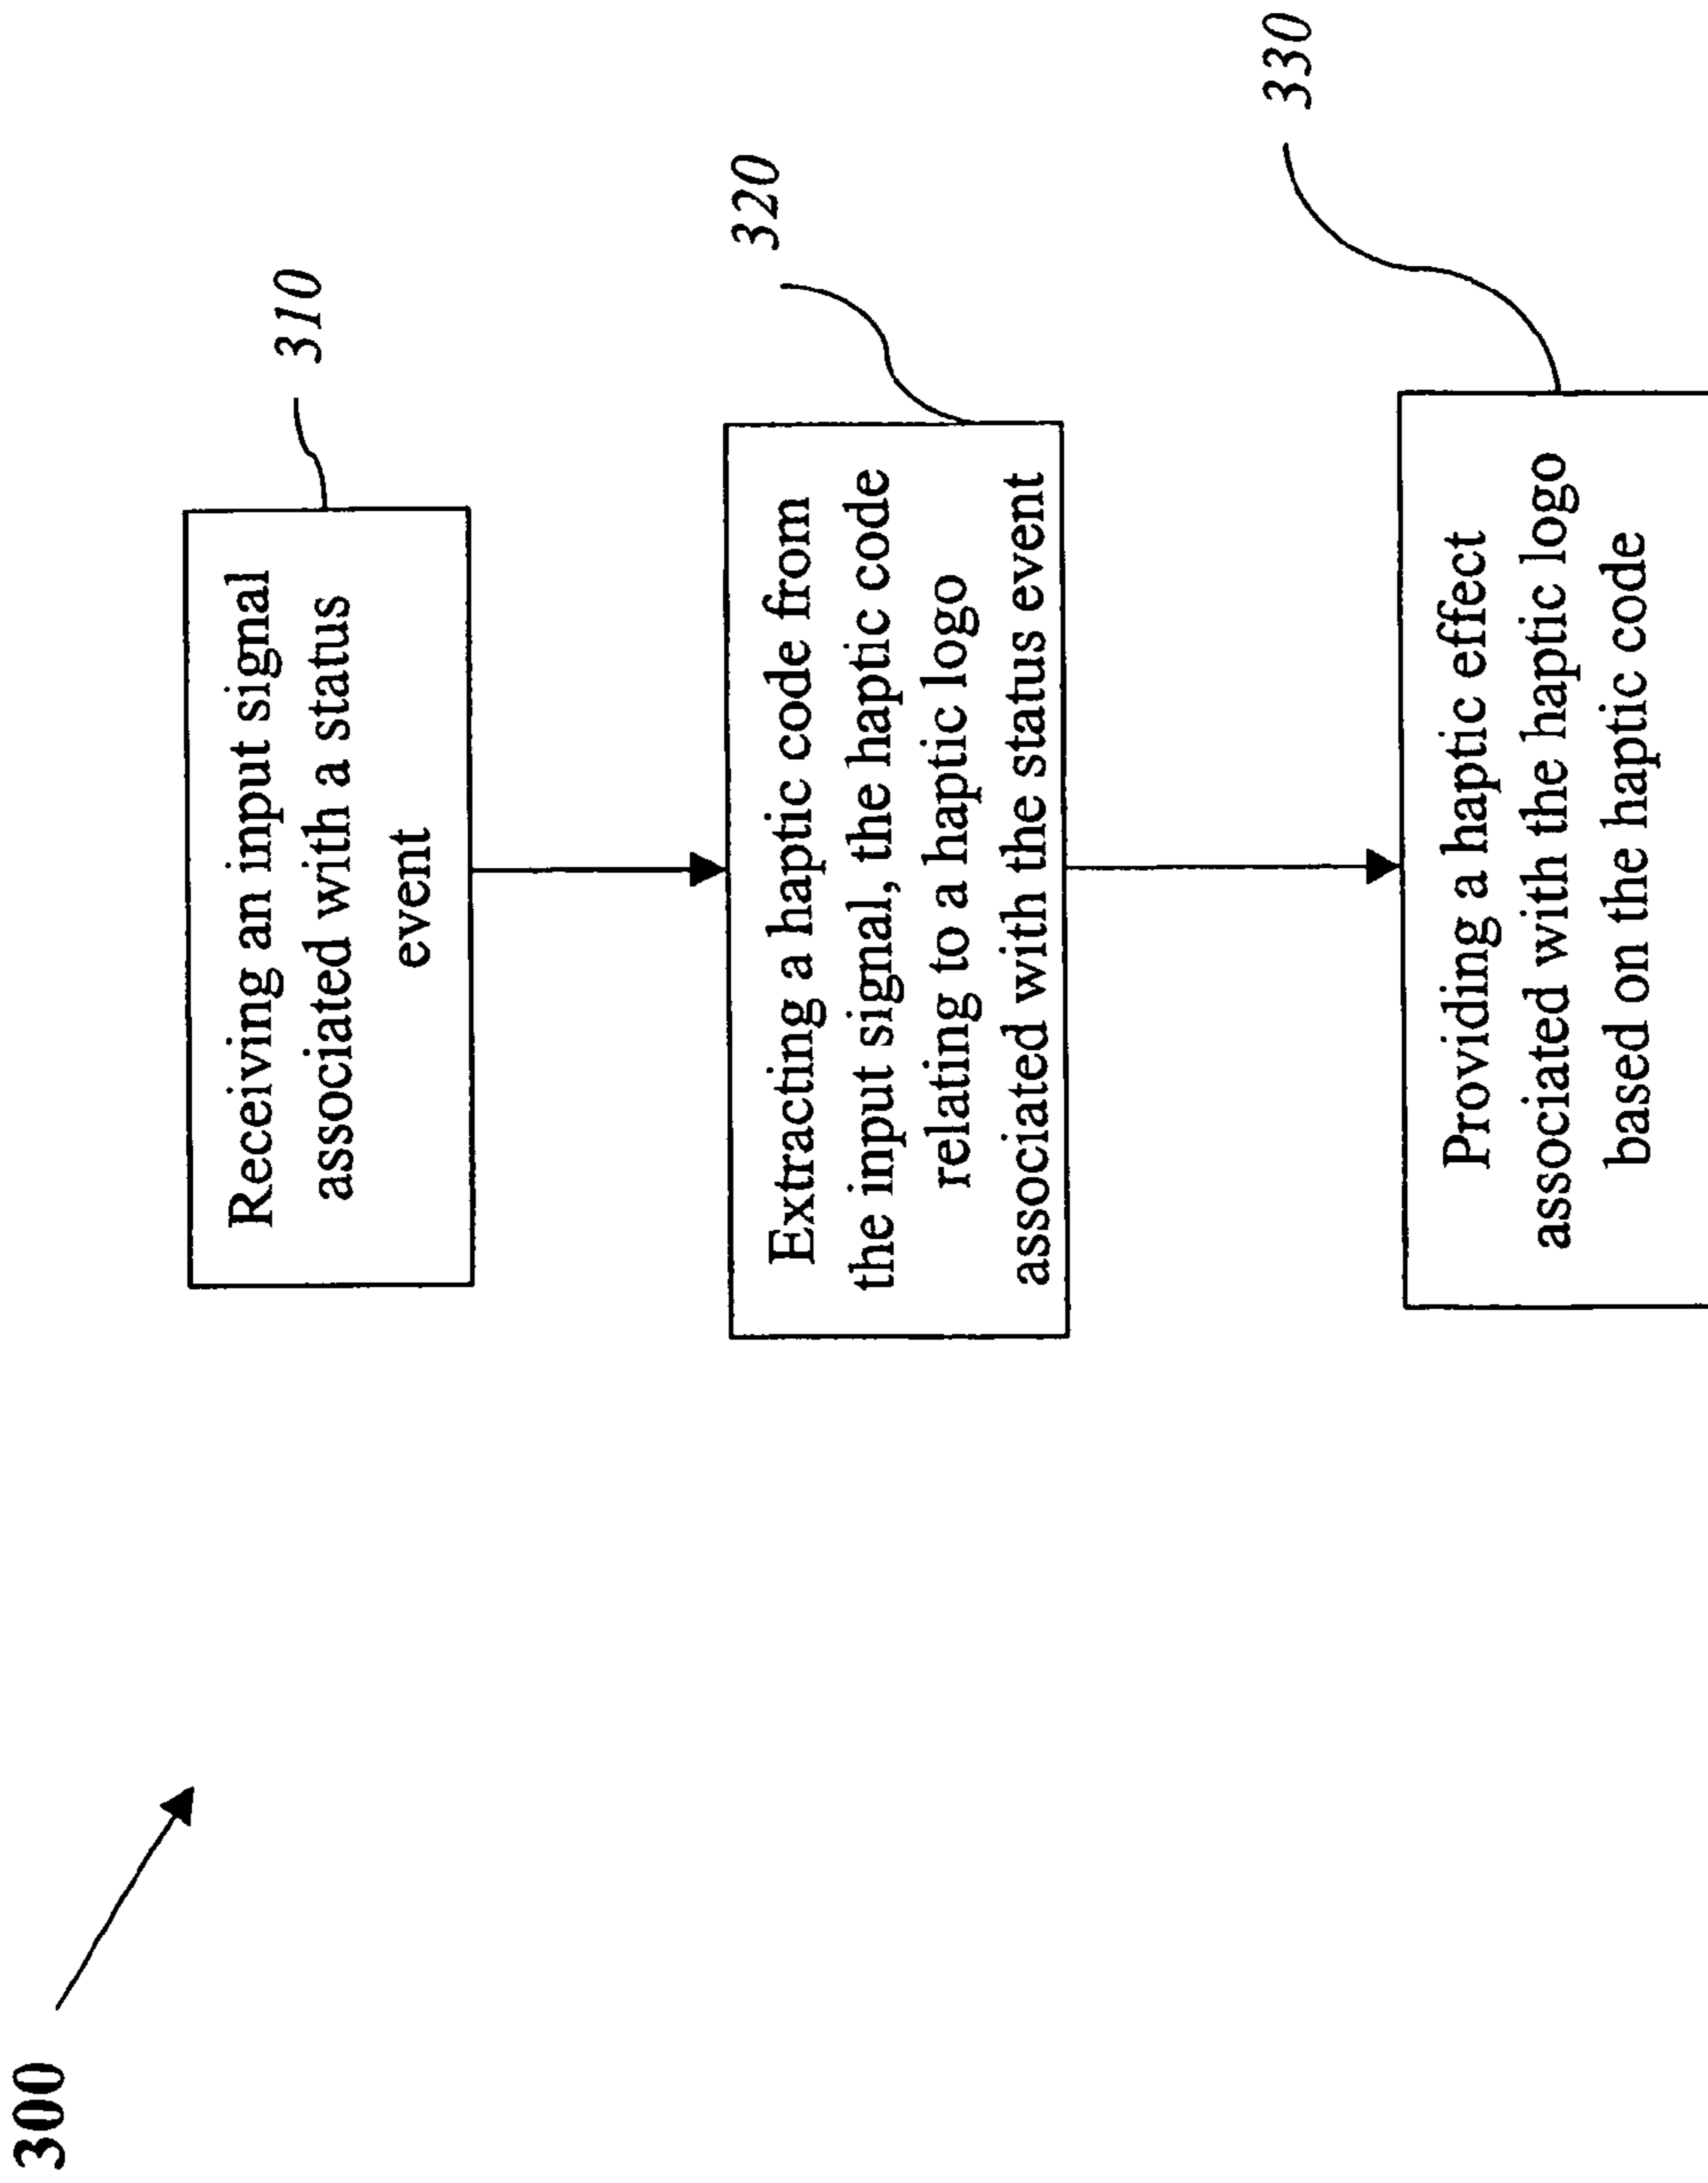 300
310
Receiving an input signal
associated with a status
event
320
Extracting a haptic code from
the input signal, the haptic code
relating to a haptic logo
associated with the status event
330
Providing a haptic effect
associated with the haptic logo
based on the haptic code